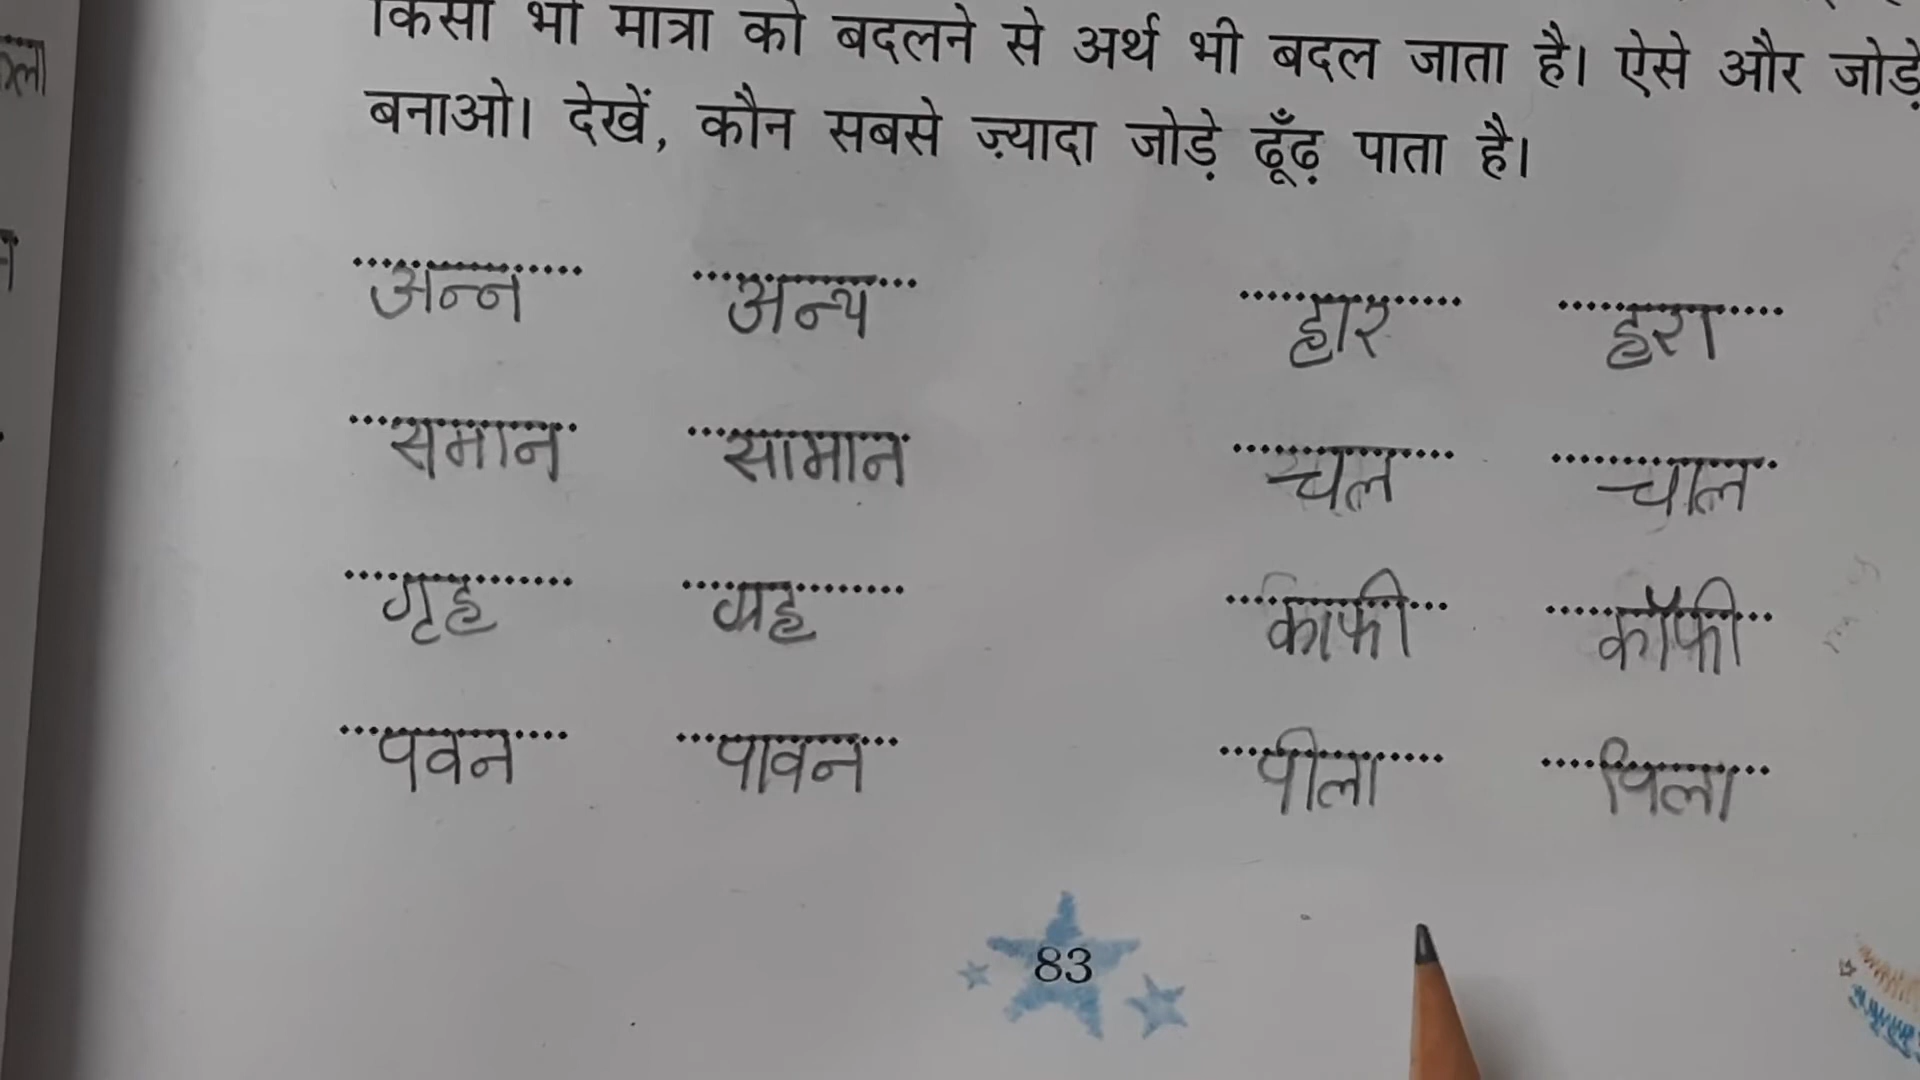 किसी भी मात्रा को बदलने से अर्थ भी बदल जाता है। ऐसे और जोड़े
बनाओ। देखें, कौन सबसे ज़्यादा जोड़े ढूँढ़ पाता है।
अन्न अन्य हार हरा
समान सामान चल चाल
गृह ग्रह काफी कॉफी
पवन पावन पीला पिला
83